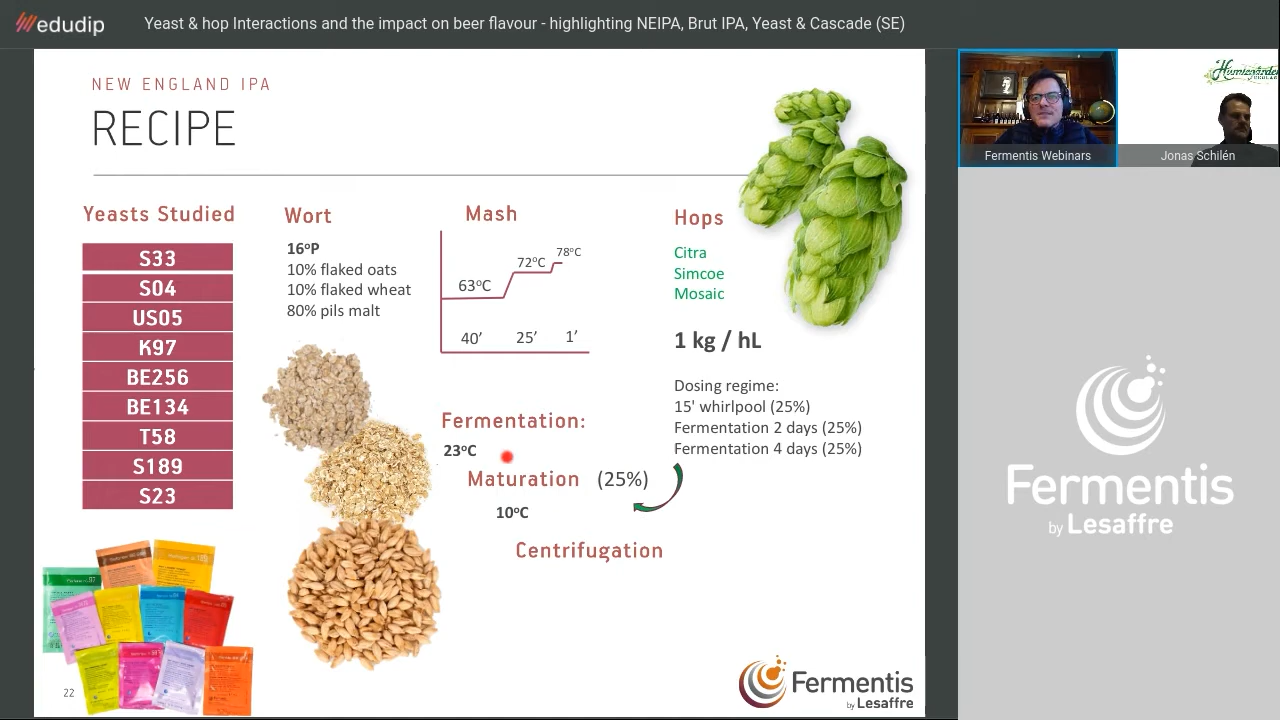 edudip
Yeast & hop Interactions and the impact on beer flavour - highlighting NEIPA, Brut IPA, Yeast & Cascade (SE)
NEW ENGLAND IPA
RECIPE
Yeasts Studied
S33
S04
US05
K97
BE256
BE134
T58
S189
S23
Wort
16ºP
10% flaked oats
10% flaked wheat
80% pils malt
Mash
63ºC
72ºC
78ºC
40’
25’
1’
Fermentation:
23ºC
Maturation (25%)
10ºC
Centrifugation
Hops
Citra
Simcoe
Mosaic
1 kg / hL
Dosing regime:
15' whirlpool (25%)
Fermentation 2 days (25%)
Fermentation 4 days (25%)
22
Fermentis
by Lesaffre
Fermentis Webinars
Jonas Schilén
Fermentis
by Lesaffre